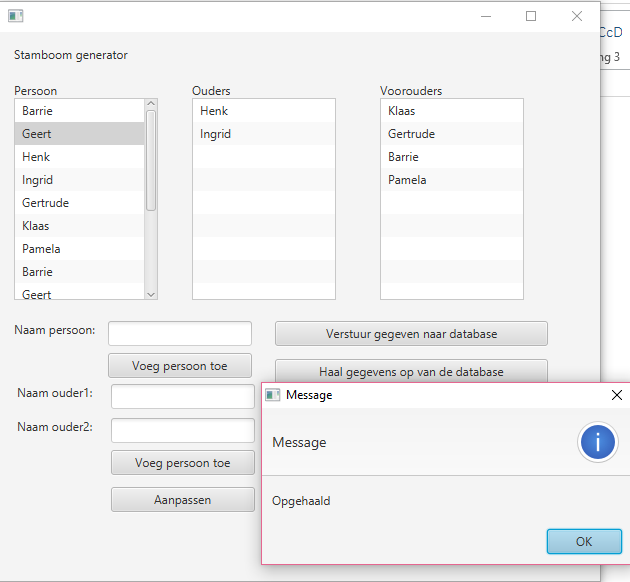 CcD
ng 3
Stamboom generator
Persoon
Barrie
Geert
Henk
Ingrid
Gertrude
Klaas
Pamela
Barrie
Geert
Ouders
Henk
Ingrid
Voorouders
Klaas
Gertrude
Barrie
Pamela
Naam persoon:
Voeg persoon toe
Naam ouder1:
Naam ouder2:
Voeg persoon toe
Aanpassen
Verstuur gegeven naar database
Haal gegevens op van de database
Message
Message
Opgehaald
OK